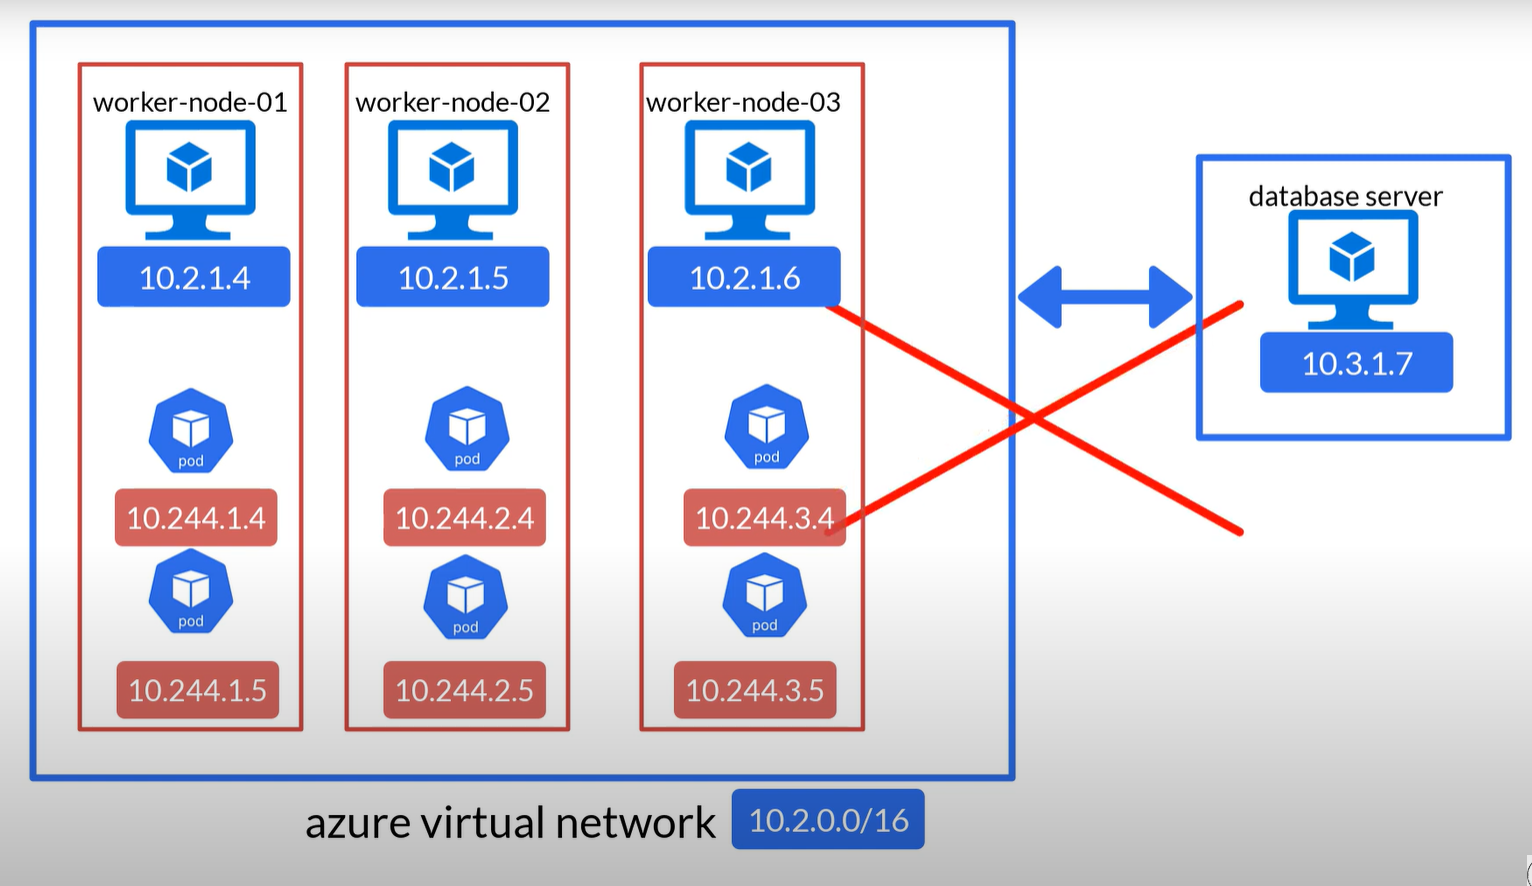 worker-node-01
worker-node-02
worker-node-03
10.2.1.4
10.2.1.5
10.2.1.6
pod
pod
pod
10.244.1.4
10.244.2.4
10.244.3.4
pod
pod
pod
10.244.1.5
10.244.2.5
10.244.3.5
database server
10.3.1.7
azure virtual network
10.2.0.0/16